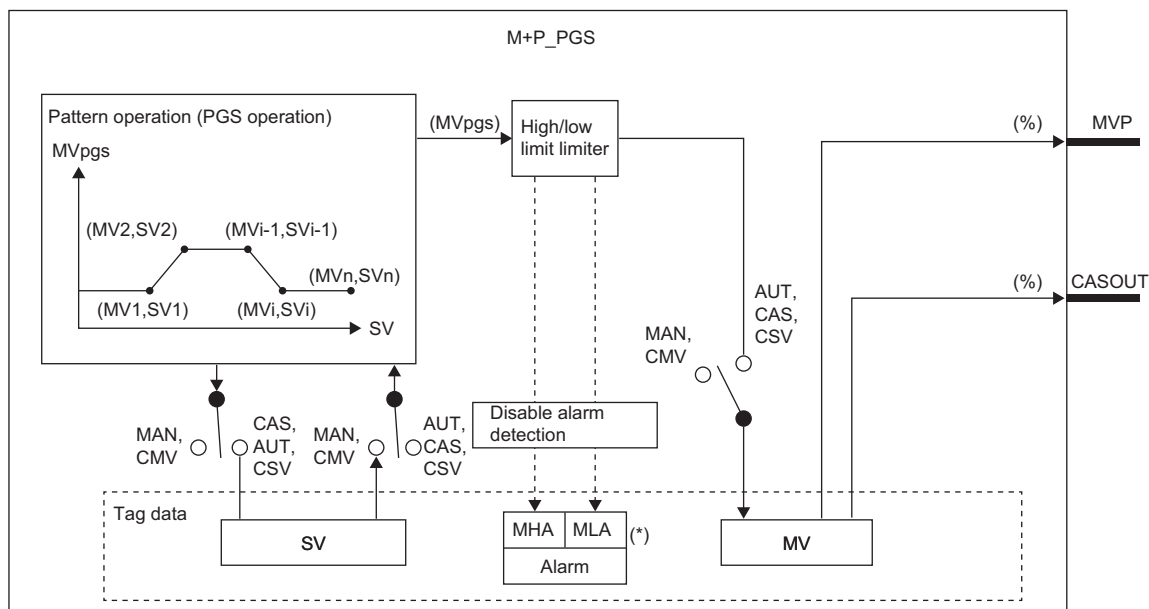 M+P_PGS
Pattern operation (PGS operation)
MVpgs
(MV2,SV2)
(MVi-1,SVi-1)
(MVn,SVn)
(MV1,SV1)
(MVi,SVi)
SV
(MVpgs)
High/low
limit limiter
(%)
MVP
(%)
CASOUT
AUT,
CAS,
CSV
MAN,
CMV
Disable alarm
detection
MAN,
CMV
CAS,
AUT,
CSV
MAN,
CMV
AUT,
CAS,
CSV
Tag data
SV
MHA
MLA
(*)
Alarm
MV